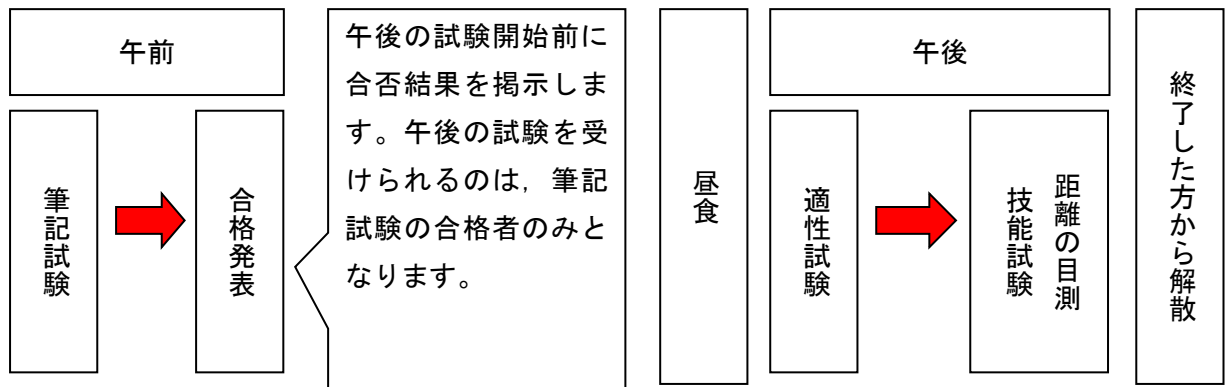 午前
筆記試験
合格発表
午後の試験開始前に
合否結果を掲示しま
す。午後の試験を受
けられるのは，筆記
試験の合格者のみと
なります。
昼食
午後
適性試験
距離の目測
技能試験
終了した方から解散